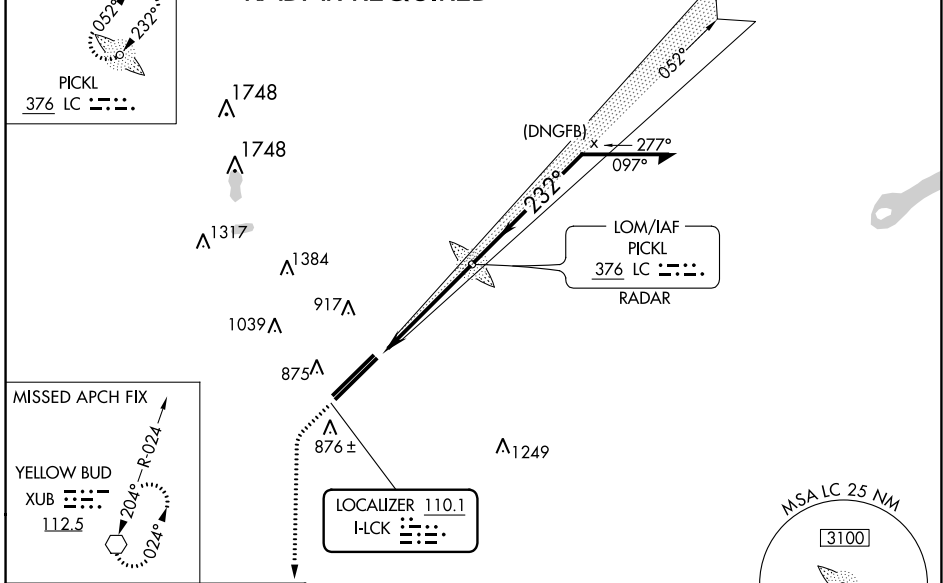 052°
232°
PICKL
376 LC
1748
1748
1317
1384
917
1039
875
876 ±
1249
052°
(DNGFB)
277°
097°
232°
LOM/IAF
PICKL
376 LC
RADAR
MISSED APCH FIX
R-024
204°
024°
YELLOW BUD
XUB
112.5
LOCALIZER 110.1
I-LCK
MSA LC 25 NM
3100